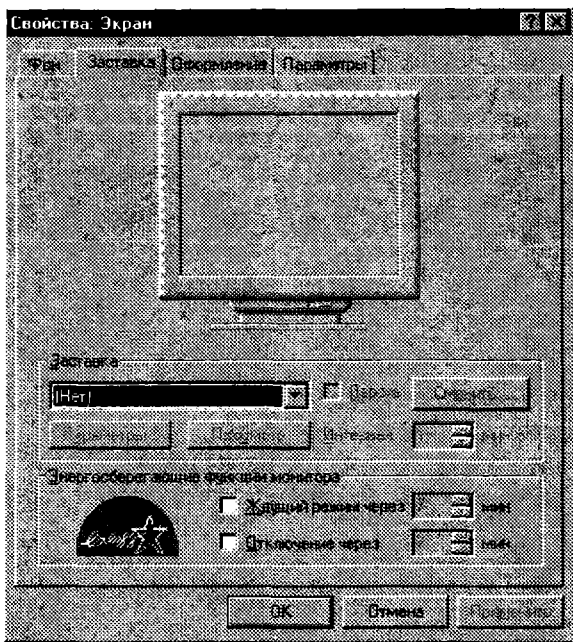 Свойства: Экран
Фон Заставка Оформление Параметры
Заставка
(Нет) Пароль Сменить...
Параметры... Просмотр Интервал мин
Энергосберегающие функции монитора
Ждущий режим через мин
Отключение через мин
OK Отмена Применить